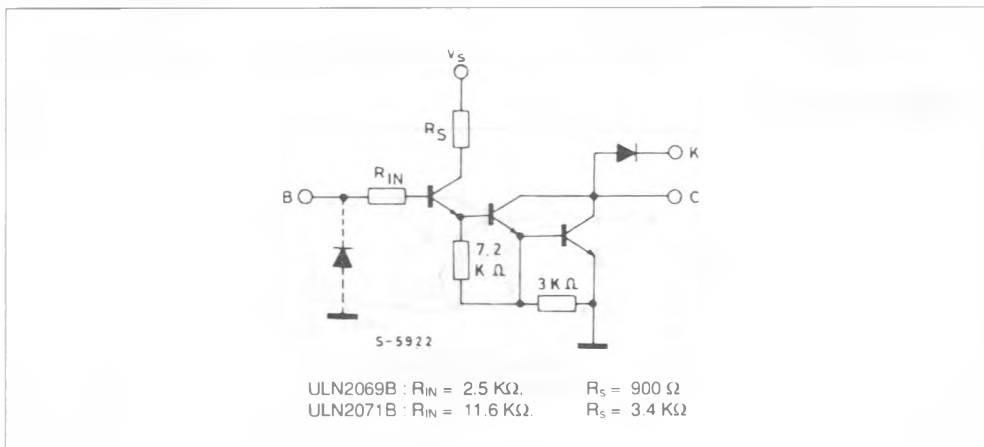 Vs
RS
RIN
K
B
C
7.2
K Ω
3KΩ
S-5922
ULN2069B : RIN = 2.5 KΩ, RS = 900 Ω
ULN2071B : RIN = 11.6 KΩ. RS = 3.4 KΩ